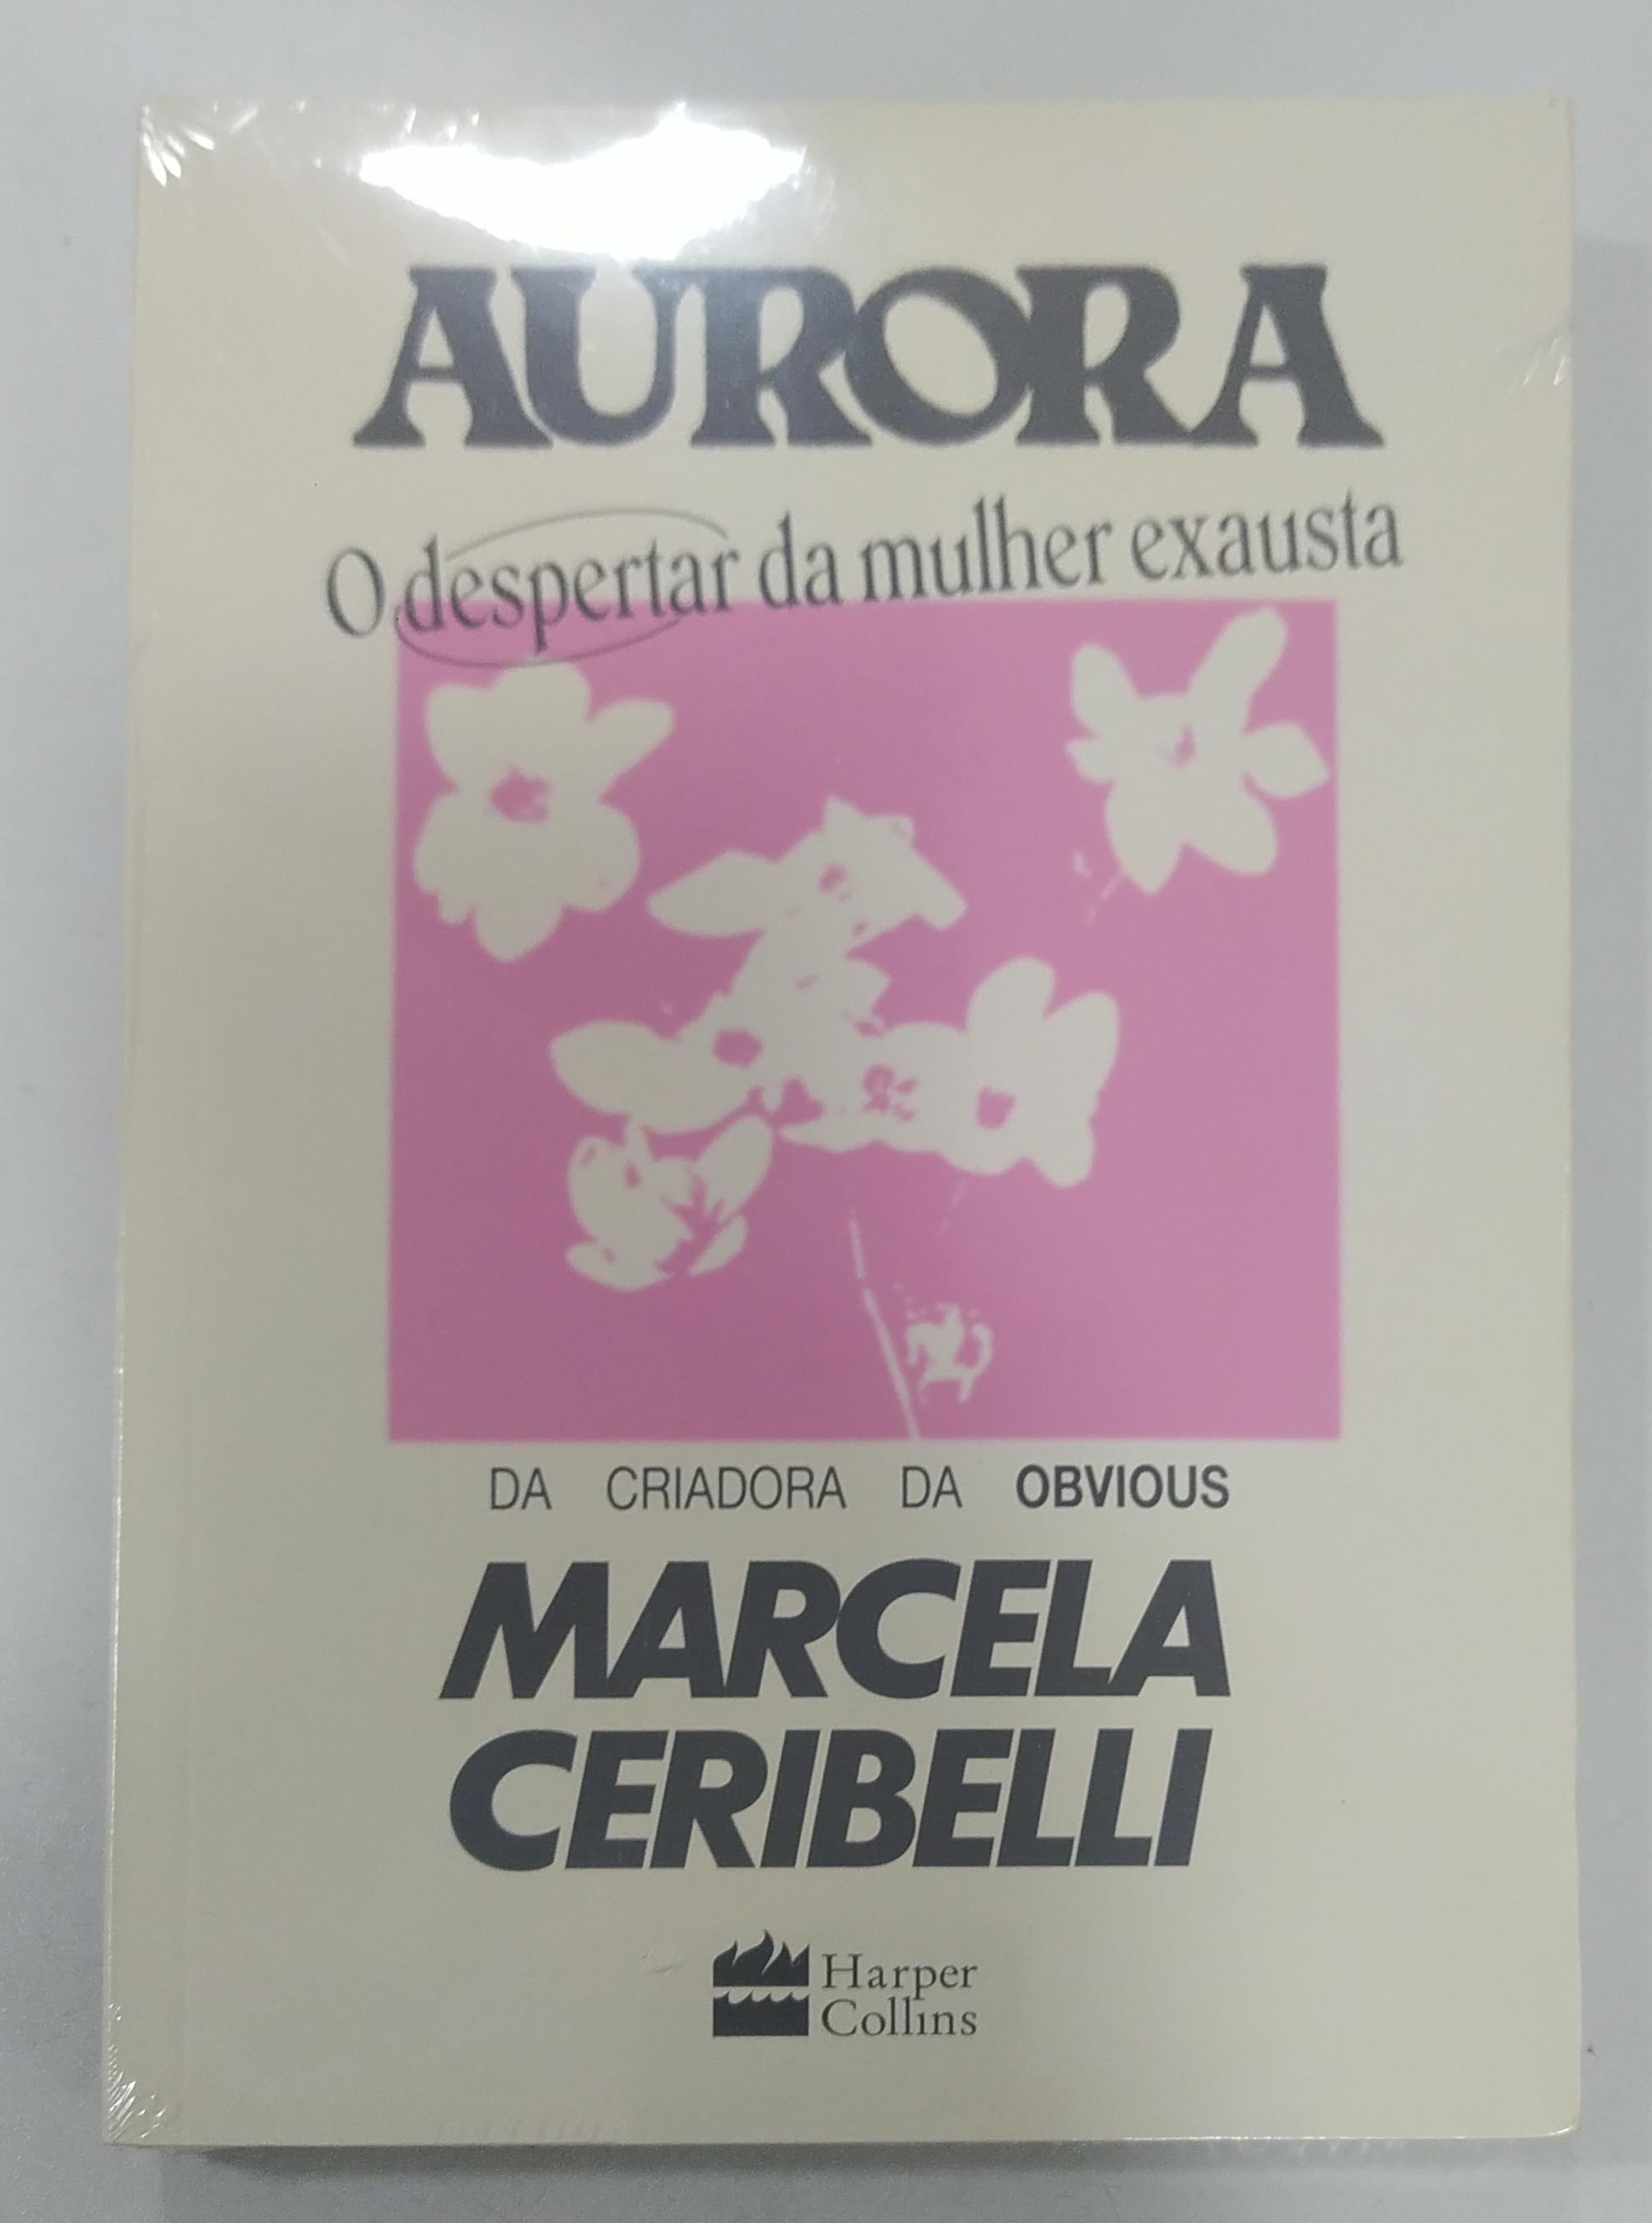 AURORA
O despertar da mulher exausta
DA CRIADORA DA OBVIOUS
MARCELA
CERIBELLI
Harper
Collins